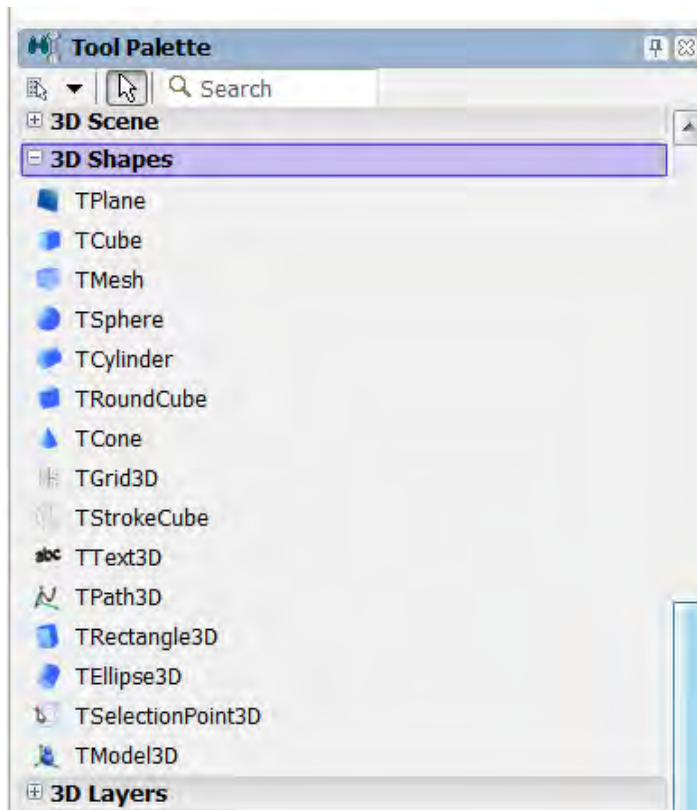 Tool Palette
Search
3D Scene
3D Shapes
TPlane
TCube
TMesh
TSphere
TCylinder
TRoundCube
TCone
TGrid3D
TStrokeCube
abc TText3D
TPath3D
TRectangle3D
TEllipse3D
TSelectionPoint3D
TModel3D
3D Layers